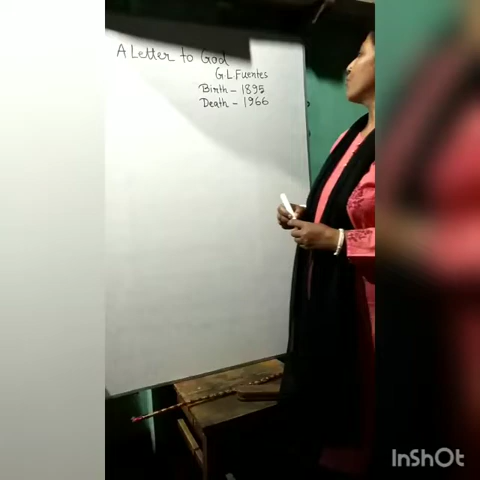 A Letter to God
G.L Fuentes
Birth - 1895
Death - 1966
InShOt